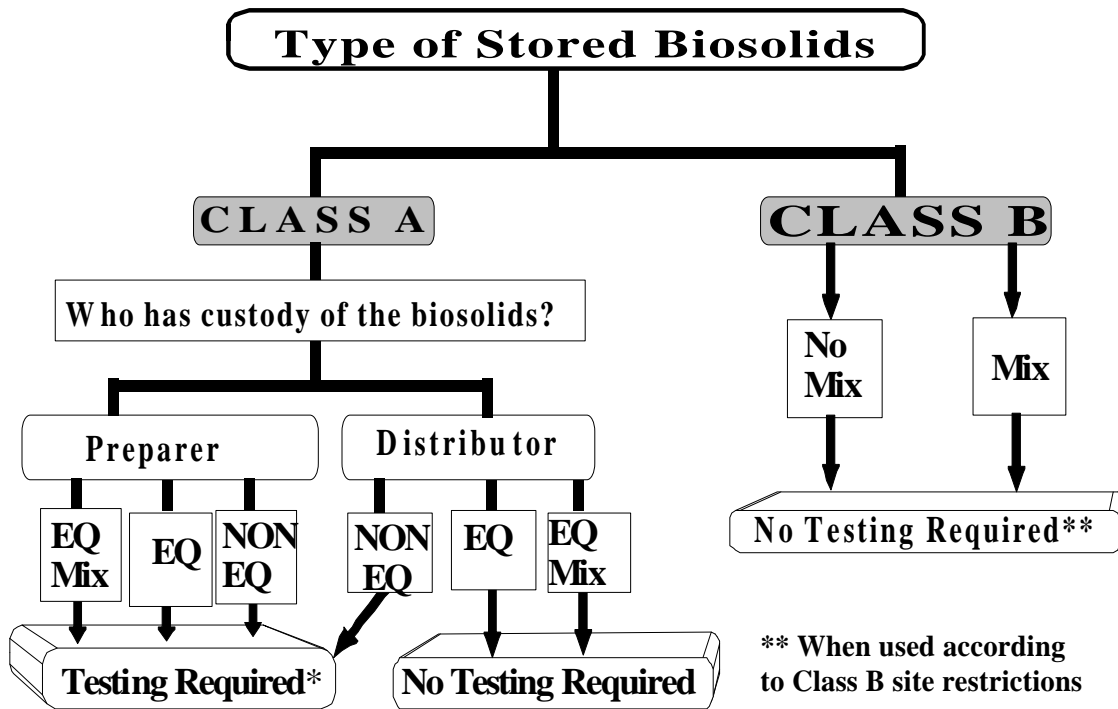 Type of Stored Biosolids
CLASS A
CLASS B
Who has custody of the biosolids?
No
Mix
Mix
Preparer
Distributor
EQ
Mix
EQ
NON
EQ
NON
EQ
EQ
EQ
Mix
No Testing Required**
Testing Required*
No Testing Required
** When used according
to Class B site restrictions